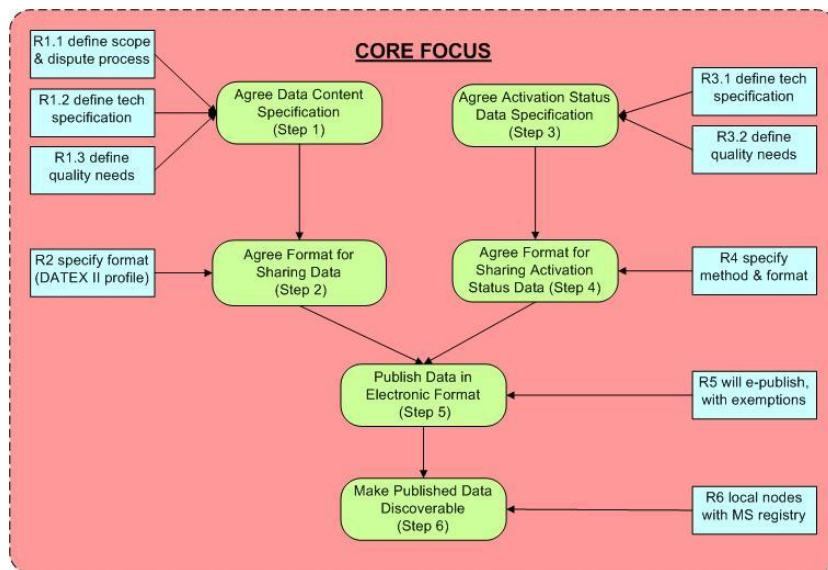 CORE FOCUS
R1.1 define scope
& dispute process
R1.2 define tech
specification
R1.3 define
quality needs
Agree Data Content
Specification
(Step 1)
Agree Activation Status
Data Specification
(Step 3)
R3.1 define tech
specification
R3.2 define
quality needs
R2 specify format
(DATEX II profile)
Agree Format for
Sharing Data
(Step 2)
Agree Format for
Sharing Activation
Status Data (Step 4)
R4 specify
method & format
Publish Data in
Electronic Format
(Step 5)
R5 will e-publish,
with exemptions
Make Published Data
Discoverable
(Step 6)
R6 local nodes
with MS registry